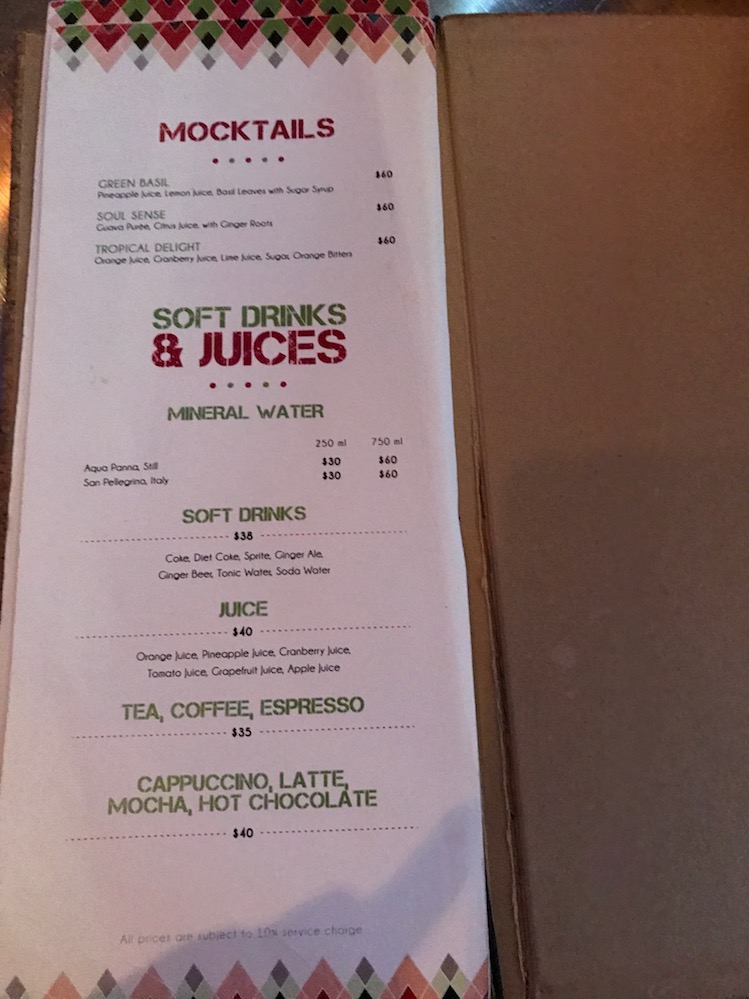 MOCKTAILS
GREEN BASIL $60
Pineapple Juice, Lemon Juice, Basil Leaves with Sugar Syrup
SOUL SENSE $60
Guava Purée, Citrus Juice, with Ginger Roots
TROPICAL DELIGHT $60
Orange Juice, Cranberry Juice, Lime Juice, Sugar, Orange Bitters
SOFT DRINKS
& JUICES
MINERAL WATER
250 ml 750 ml
Aqua Panna, Still $30 $60
San Pellegrino, Italy $30 $60
SOFT DRINKS
$38
Coke, Diet Coke, Sprite, Ginger Ale,
Ginger Beer, Tonic Water, Soda Water
JUICE
$40
Orange Juice, Pineapple Juice, Cranberry Juice,
Tomato Juice, Grapefruit Juice, Apple Juice
TEA, COFFEE, ESPRESSO
$35
CAPPUCCINO, LATTE,
MOCHA, HOT CHOCOLATE
$40
All prices are subject to 10% service charge